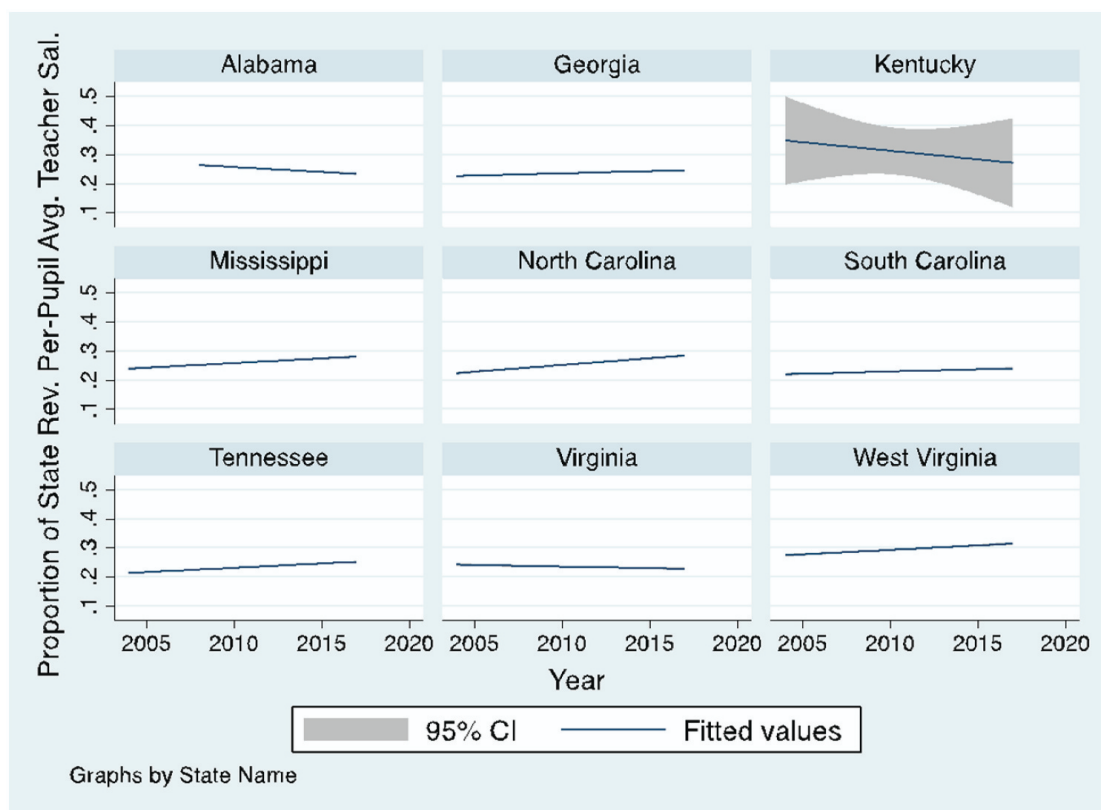 Proportion of State Rev. Per-Pupil Avg. Teacher Sal.
Alabama Georgia Kentucky
.5
.4
.3
.2
.1
Mississippi North Carolina South Carolina
.5
.4
.3
.2
.1
Tennessee Virginia West Virginia
.5
.4
.3
.2
.1
2005 2010 2015 2020 2005 2010 2015 2020 2005 2010 2015 2020
Year
95% CI Fitted values
Graphs by State Name